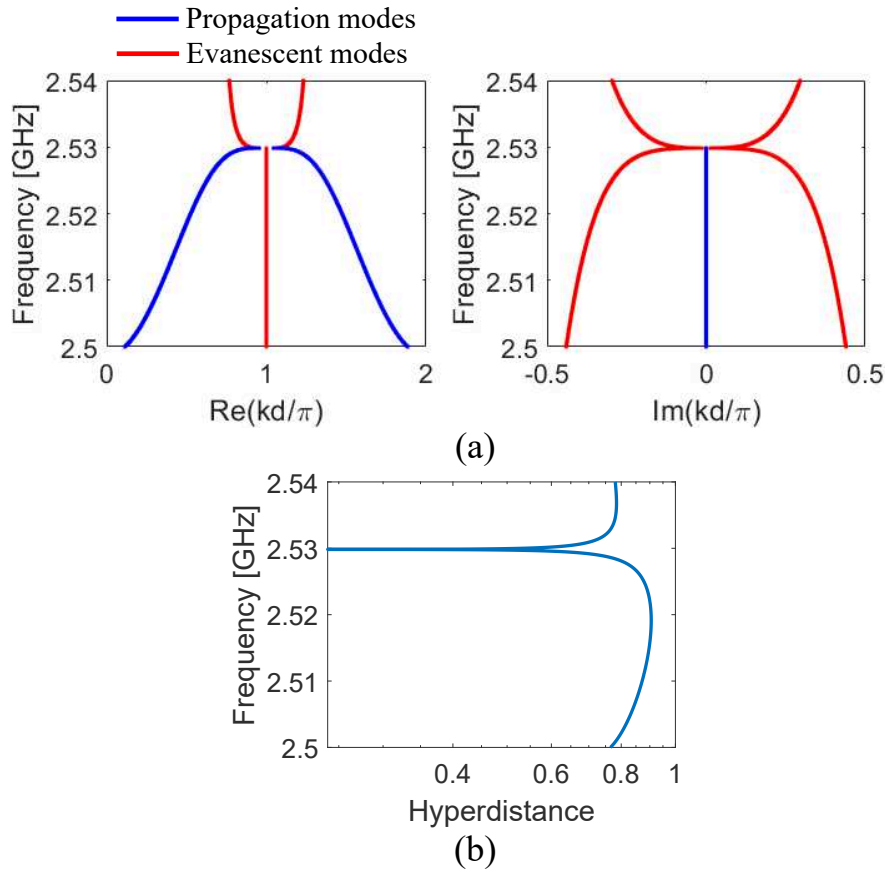 Propagation modes
Evanescent modes
2.54
2.53
2.52
2.51
2.5
Frequency [GHz]
0
1
2
Re(kd/π)
2.54
2.53
2.52
2.51
2.5
Frequency [GHz]
-0.5
0
0.5
Im(kd/π)
(a)
2.54
2.53
2.52
2.51
2.5
Frequency [GHz]
0.4
0.6
0.8
1
Hyperdistance
(b)